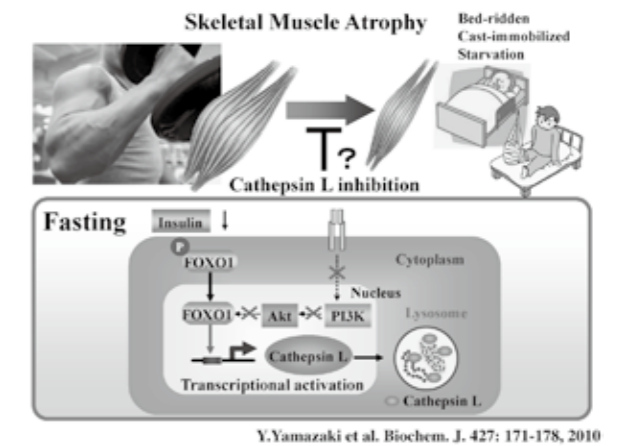 Skeletal Muscle Atrophy
Bed-ridden
Cast-immobilized
Starvation
?
Cathepsin L inhibition
Fasting
Insulin
P
FOXO1
Cytoplasm
Nucleus
FOXO1
Akt
PI3K
Lysosome
Cathepsin L
Transcriptional activation
Cathepsin L
Y.Yamazaki et al. Biochem. J. 427: 171-178, 2010